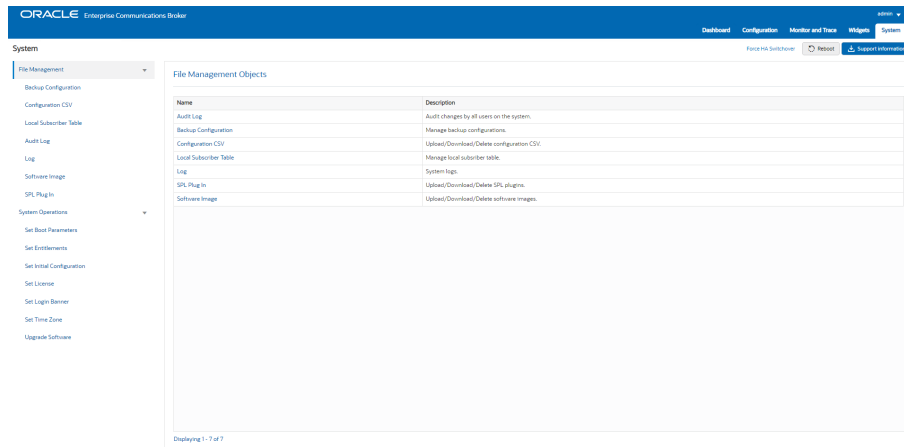 ORACLE Enterprise Communications Broker
admin
Dashboard Configuration Monitor and Trace Widgets System
System
Force HA Switchover Reboot Support information
File Management
Backup Configuration
Configuration CSV
Local Subscriber Table
Audit Log
Log
Software Image
SPL Plug In
System Operations
Set Boot Parameters
Set Entitlements
Set Initial Configuration
Set License
Set Login Banner
Set Time Zone
Upgrade Software
File Management Objects
Name Description
Audit Log Audit changes by all users on the system.
Backup Configuration Manage backup configurations.
Configuration CSV Upload/Download/Delete configuration CSV.
Local Subscriber Table Manage local subsriber table.
Log System logs.
SPL Plug In Upload/Download/Delete SPL plugins.
Software Image Upload/Download/Delete software images.
Displaying 1 - 7 of 7